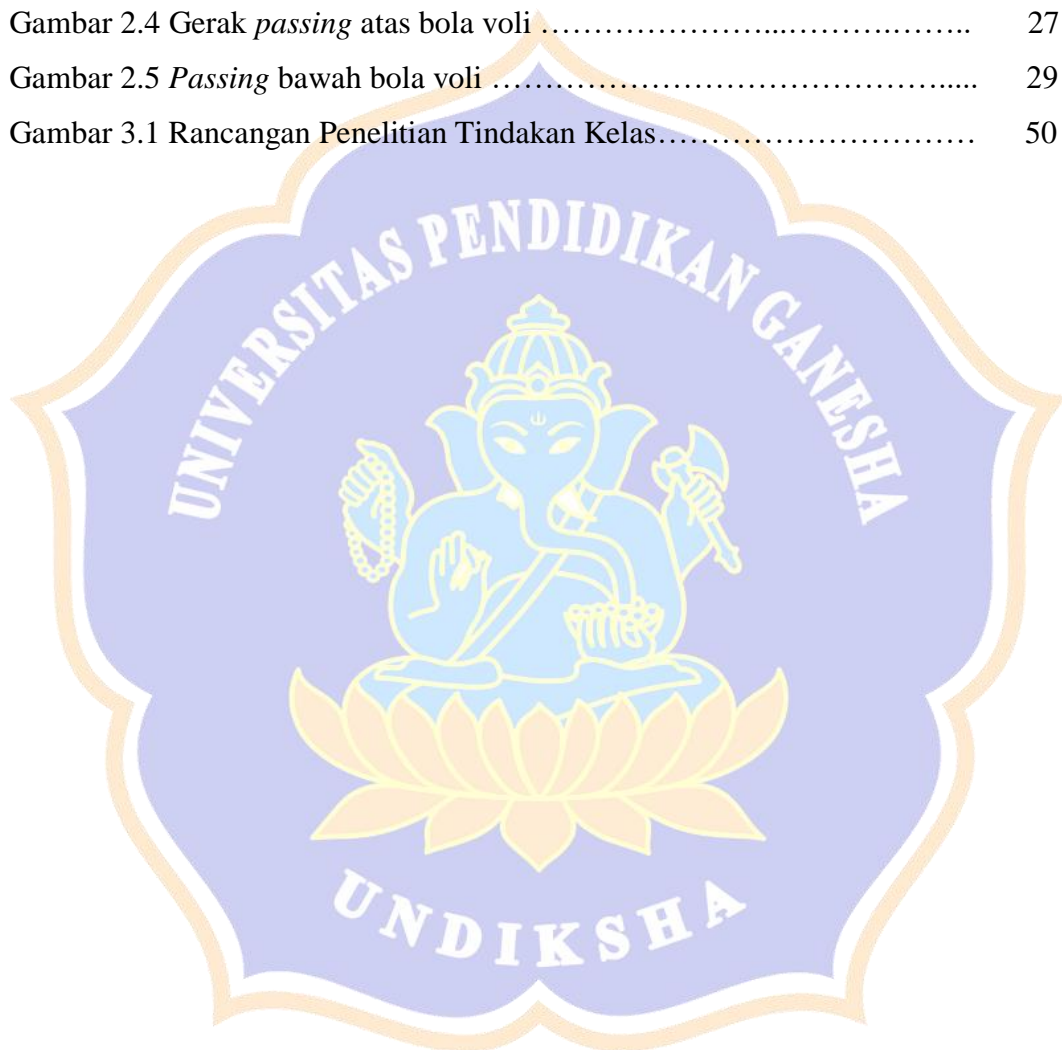 Gambar 2.4 Gerak passing atas bola voli …………………...……….…….. 27
Gambar 2.5 Passing bawah bola voli ……………………………………….... 29
Gambar 3.1 Rancangan Penelitian Tindakan Kelas………………………… 50
UNIVERSITAS PENDIDIKAN GANESHA
UNDIKSHA